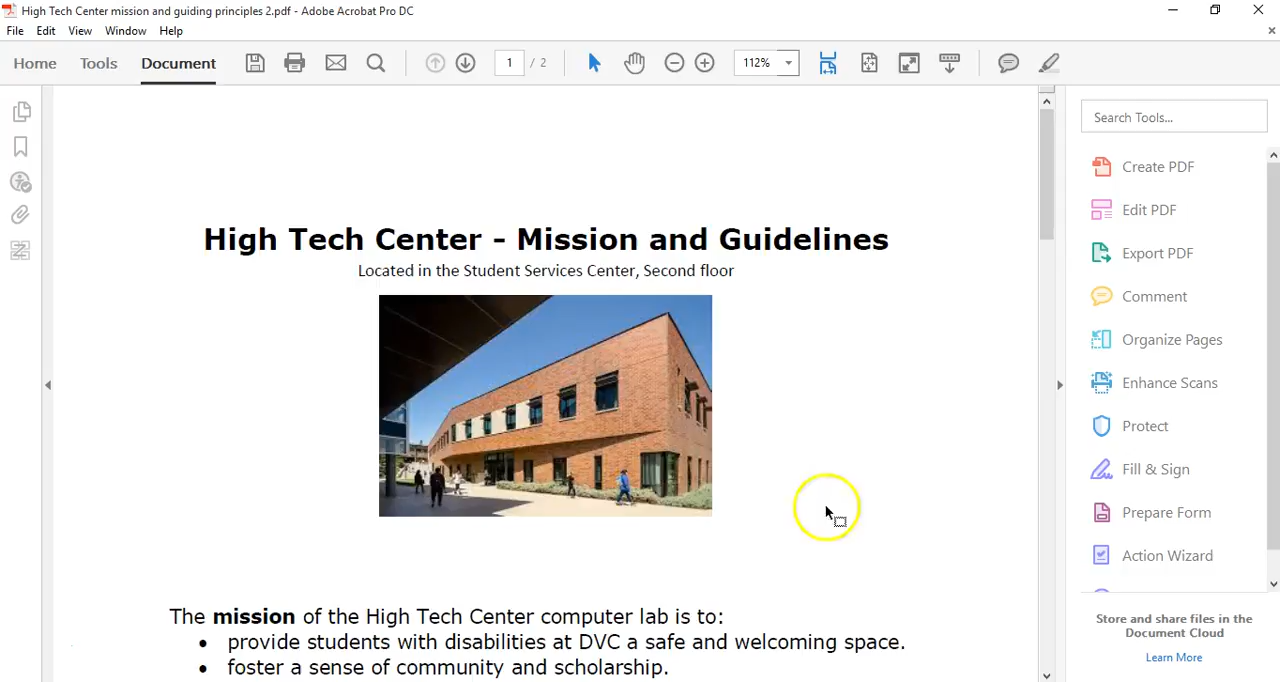 High Tech Center mission and guiding principles 2.pdf - Adobe Acrobat Pro DC
File Edit View Window Help
Home Tools Document 1 / 2 112%
Search Tools...
Create PDF
Edit PDF
Export PDF
Comment
Organize Pages
Enhance Scans
Protect
Fill & Sign
Prepare Form
Action Wizard
Store and share files in the
Document Cloud
Learn More
High Tech Center - Mission and Guidelines
Located in the Student Services Center, Second floor
The mission of the High Tech Center computer lab is to:
• provide students with disabilities at DVC a safe and welcoming space.
• foster a sense of community and scholarship.